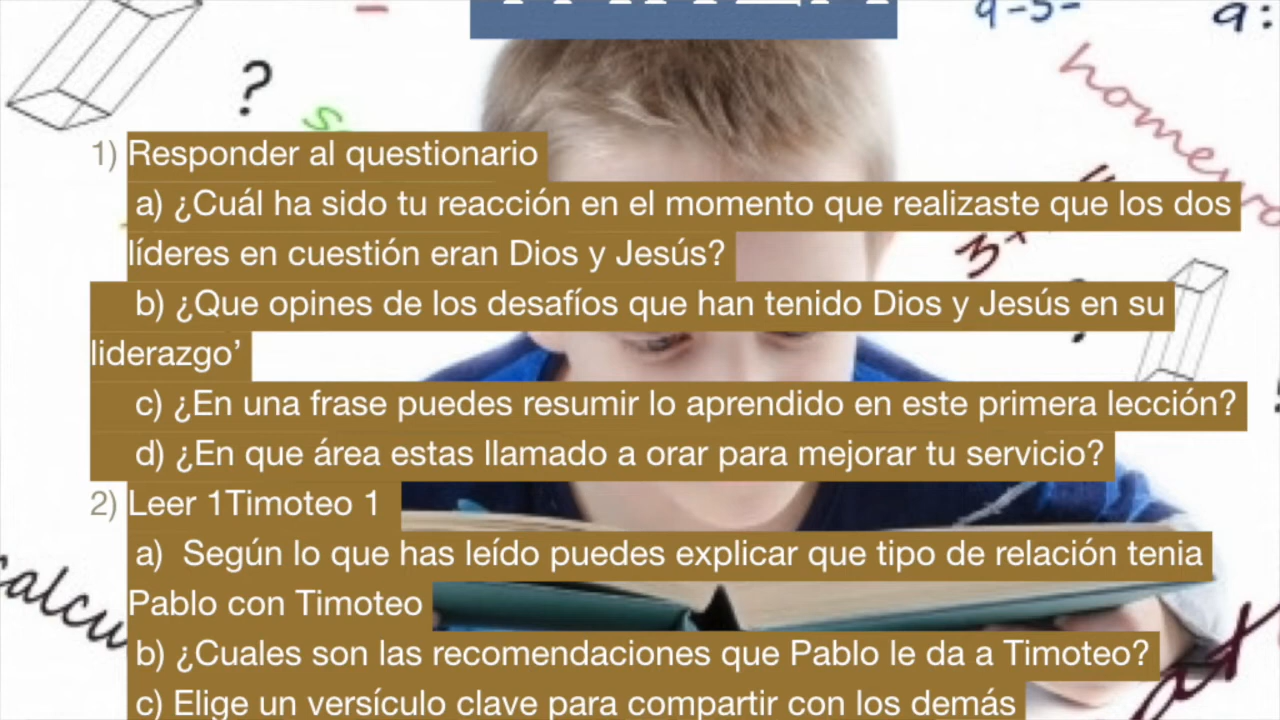 ?
1) Responder al questionario
a) ¿Cuál ha sido tu reacción en el momento que realizaste que los dos
líderes en cuestión eran Dios y Jesús?
b) ¿Que opines de los desafíos que han tenido Dios y Jesús en su
liderazgo’
c) ¿En una frase puedes resumir lo aprendido en este primera lección?
d) ¿En que área estas llamado a orar para mejorar tu servicio?
2) Leer 1Timoteo 1
a) Según lo que has leído puedes explicar que tipo de relación tenia
Pablo con Timoteo
b) ¿Cuales son las recomendaciones que Pablo le da a Timoteo?
c) Elige un versículo clave para compartir con los demás